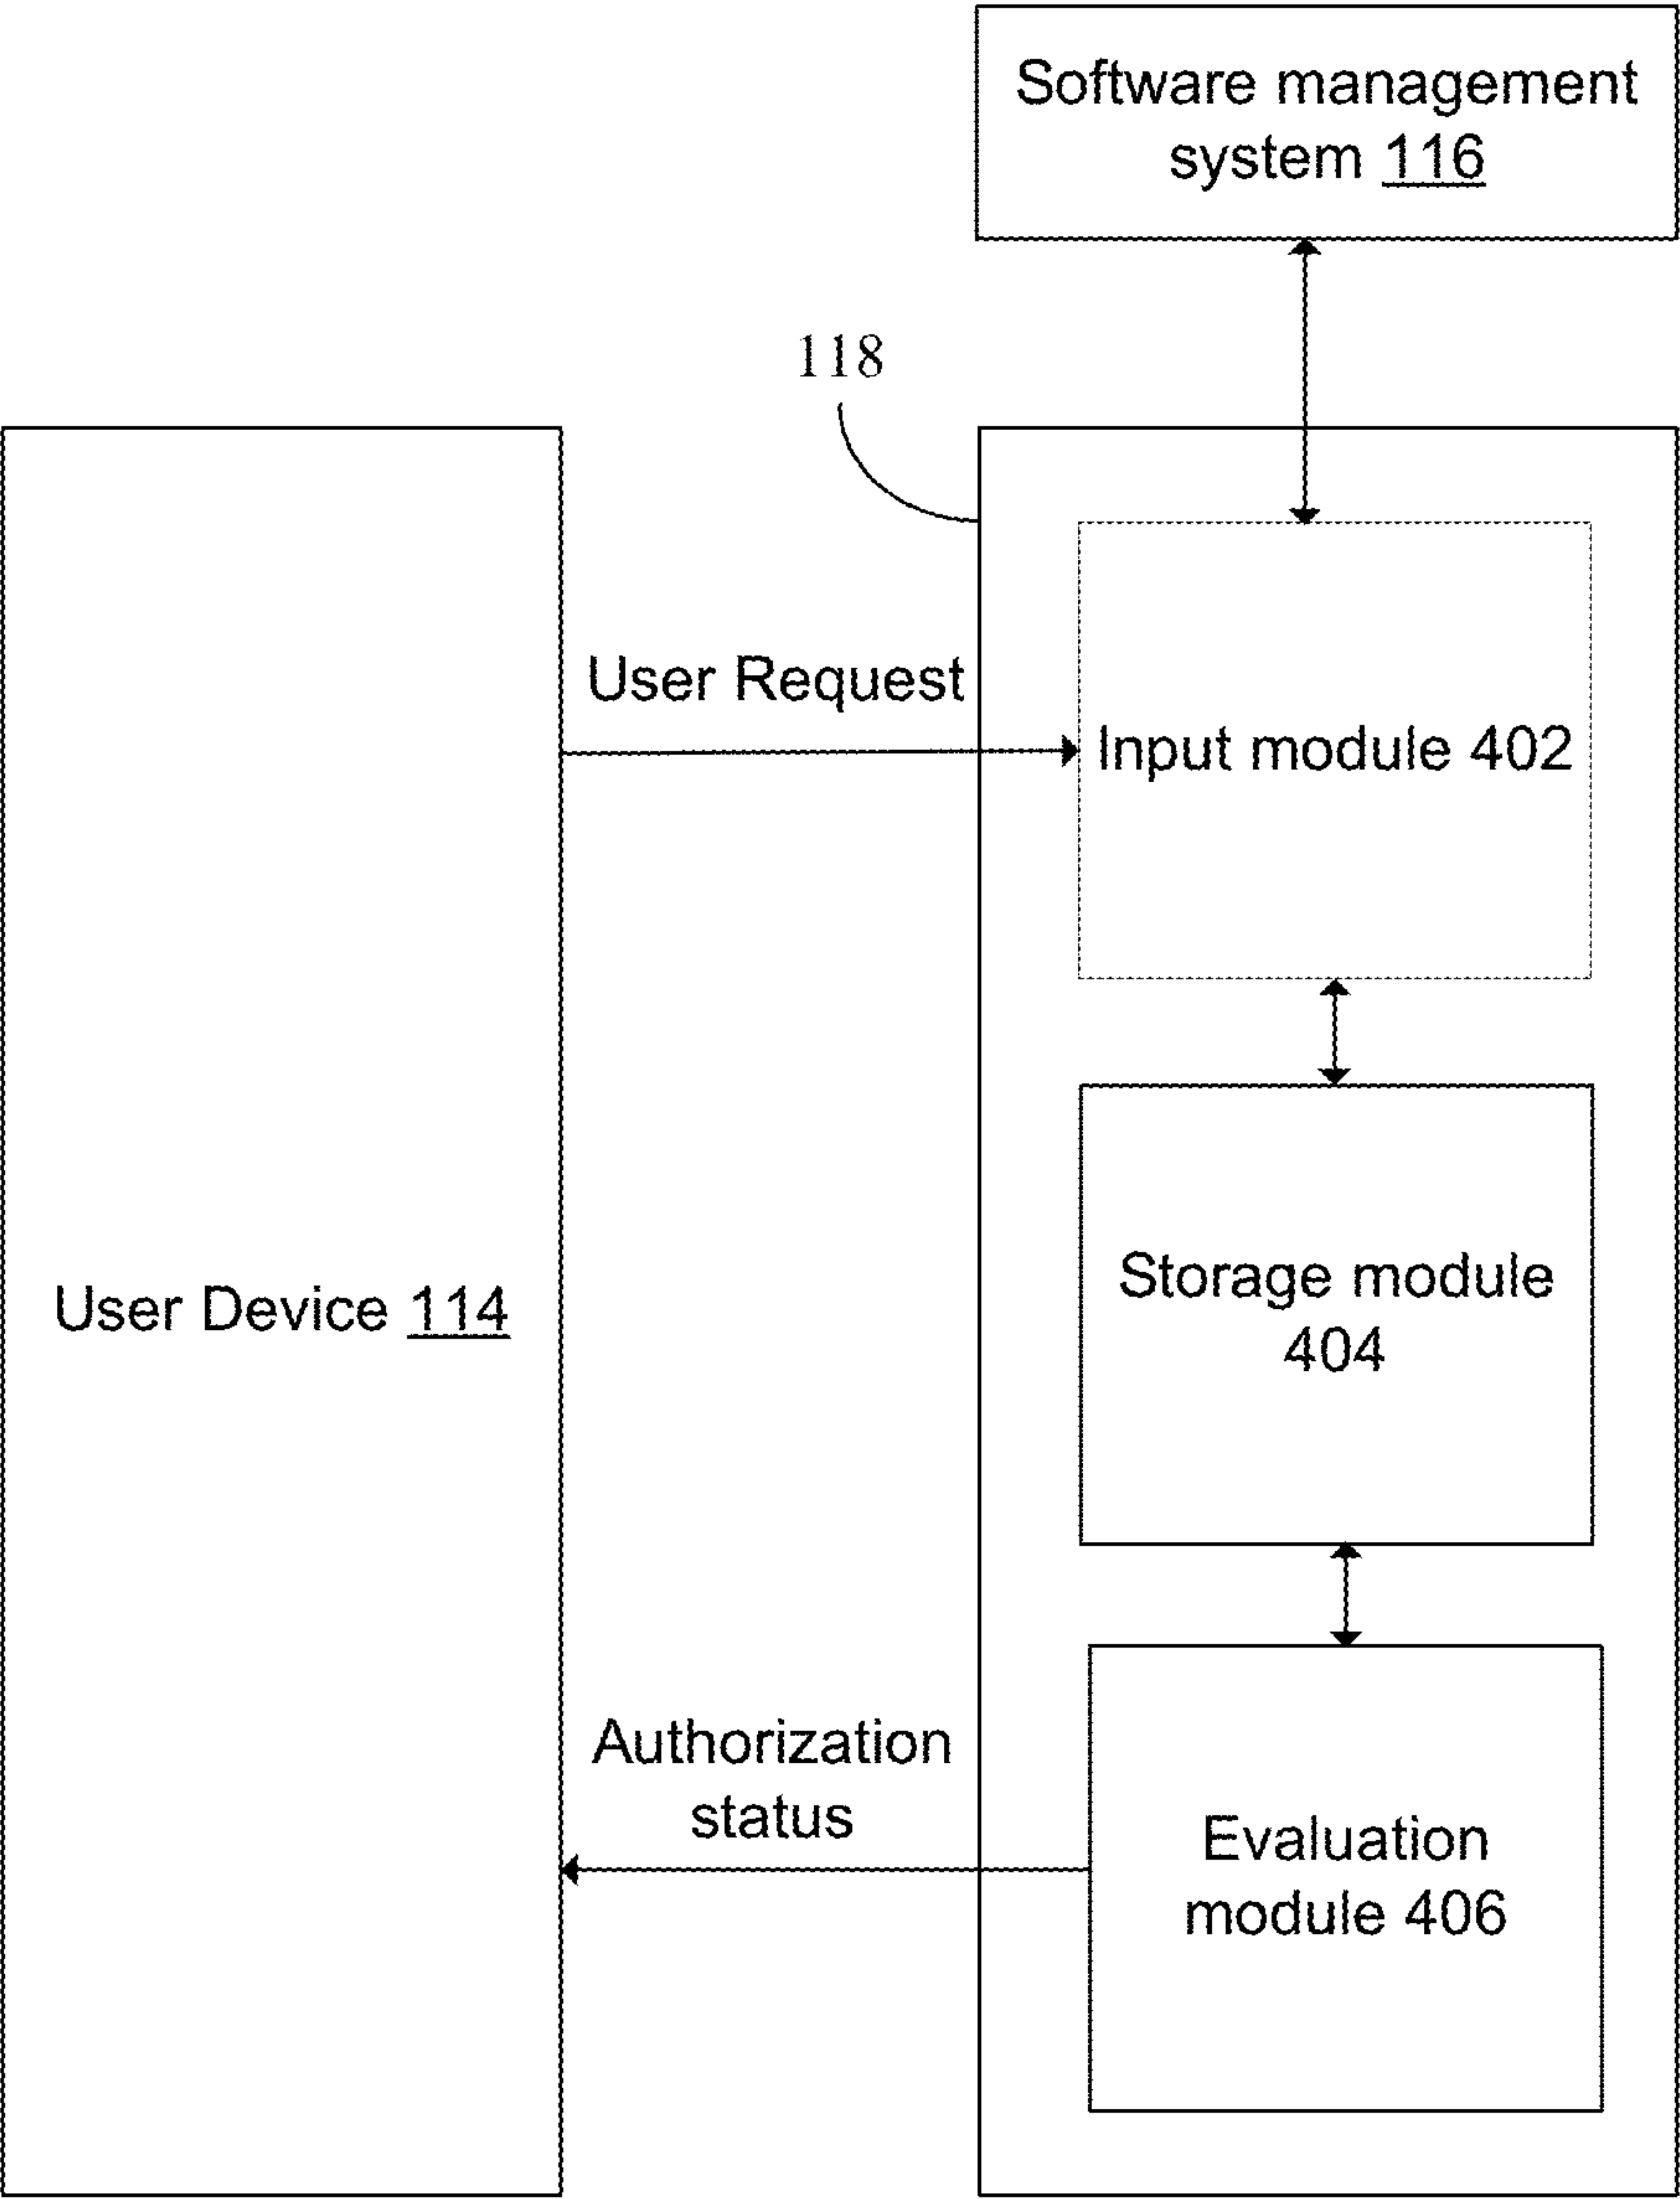 Software management
system 116
118
User Request
Input module 402
Storage module
404
User Device 114
Authorization
status
Evaluation
module 406